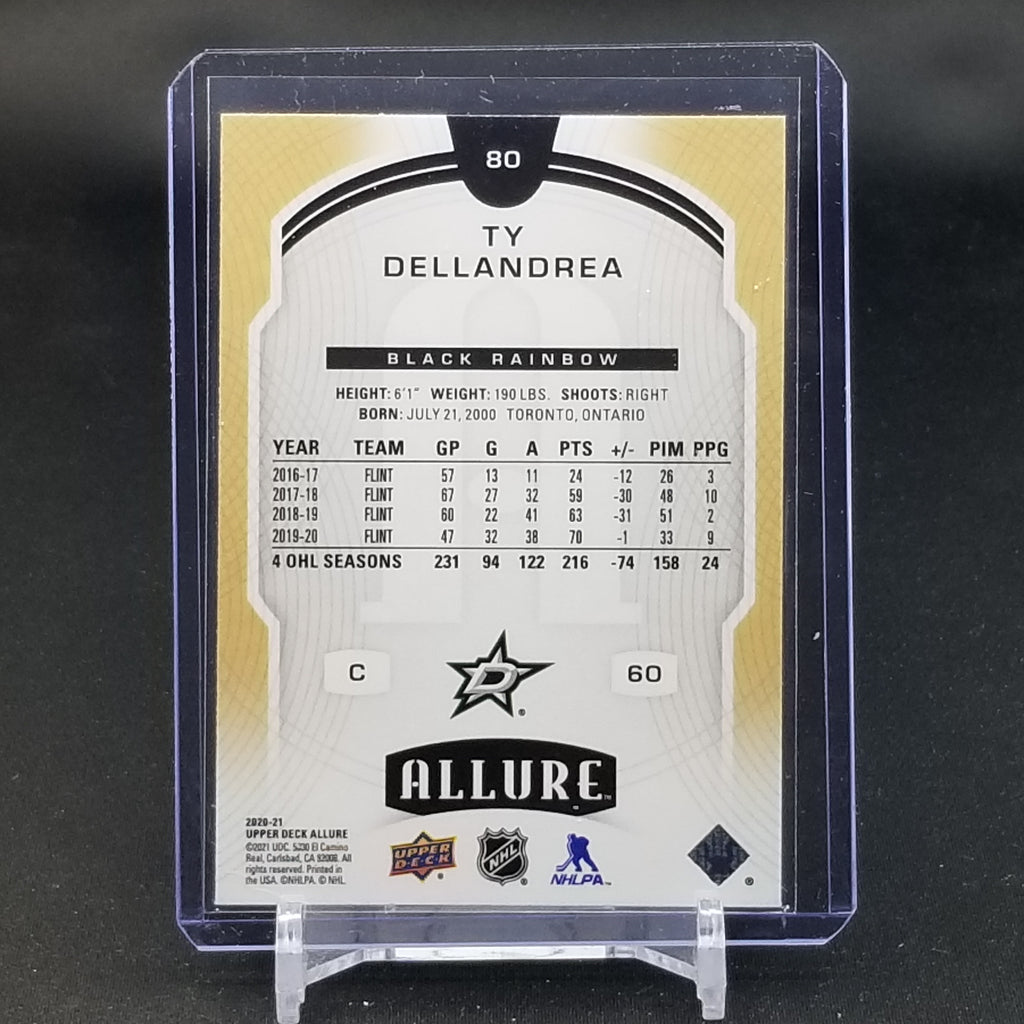 80
TY
DELLANDREA
BLACK RAINBOW
HEIGHT: 6'1" WEIGHT: 190 LBS. SHOOTS: RIGHT
BORN: JULY 21, 2000 TORONTO, ONTARIO
YEAR TEAM GP G A PTS +/- PIM PPG
2016-17 FLINT 57 13 11 24 -12 26 3
2017-18 FLINT 67 27 32 59 -30 48 10
2018-19 FLINT 60 22 41 63 -31 51 2
2019-20 FLINT 47 32 38 70 -1 33 9
4 OHL SEASONS 231 94 122 216 -74 158 24
C D 60
ALLURE™
2020-21
UPPER DECK ALLURE
©2021 UDC. 5830 El Camino
Real, Carlsbad, CA 92008. All
rights reserved. Printed in
the USA. ©NHLPA. © NHL.
UPPER DECK ®
NHL ®
NHLPA™
®